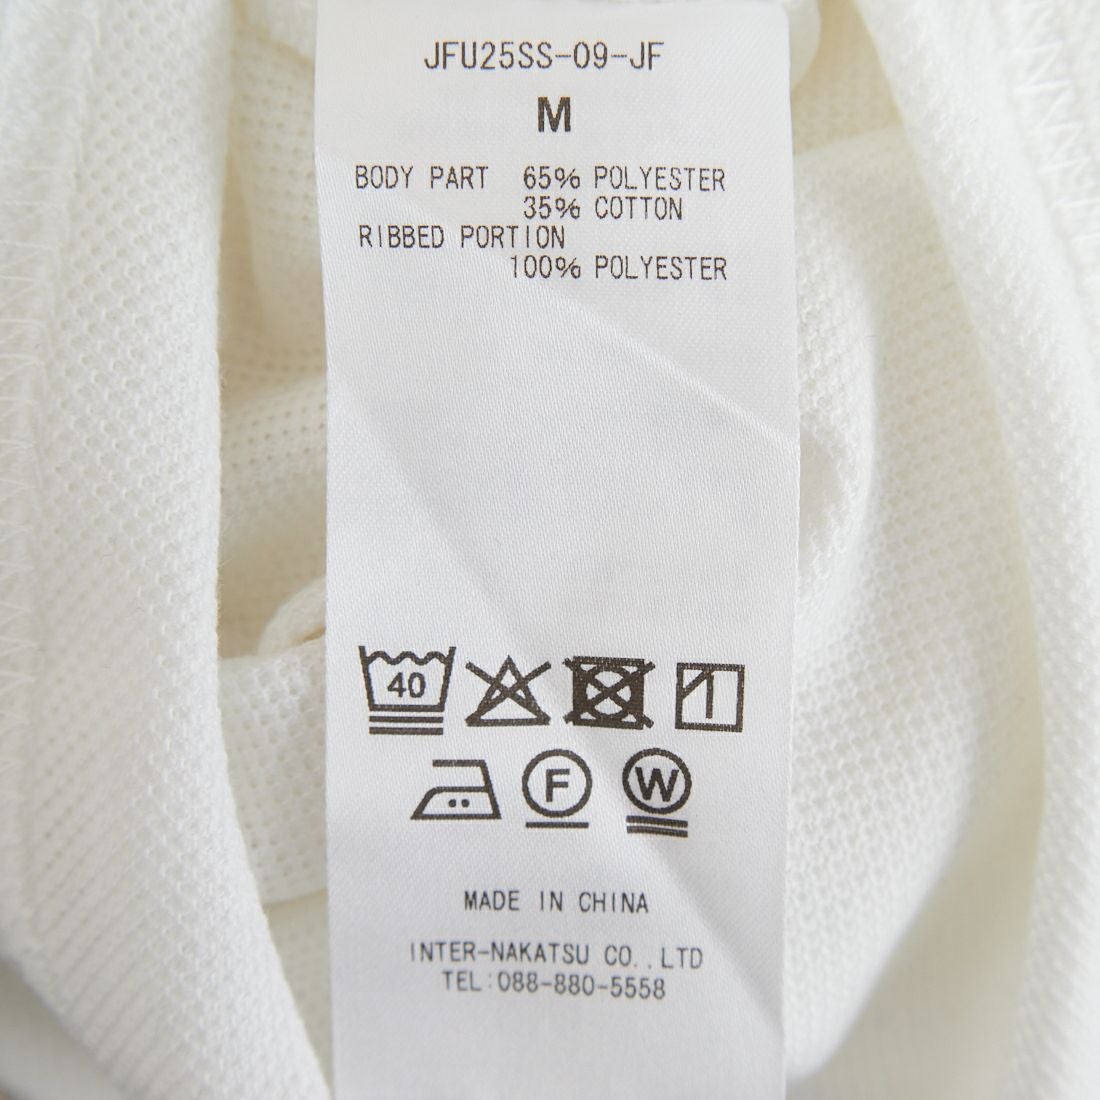 JFU25SS-09-JF
M
BODY PART 65% POLYESTER
35% COTTON
RIBBED PORTION
100% POLYESTER
40
F W
MADE IN CHINA
INTER-NAKATSU CO.,LTD
TEL:088-880-5558